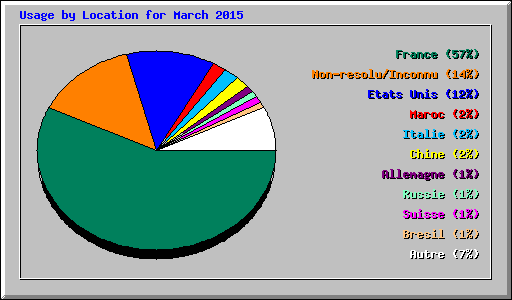 Usage by Location for March 2015
France (57%)
Non-resolu/Inconnu (14%)
Etats Unis (12%)
Maroc (2%)
Italie (2%)
Chine (2%)
Allemagne (1%)
Russie (1%)
Suisse (1%)
Bresil (1%)
Autre (7%)